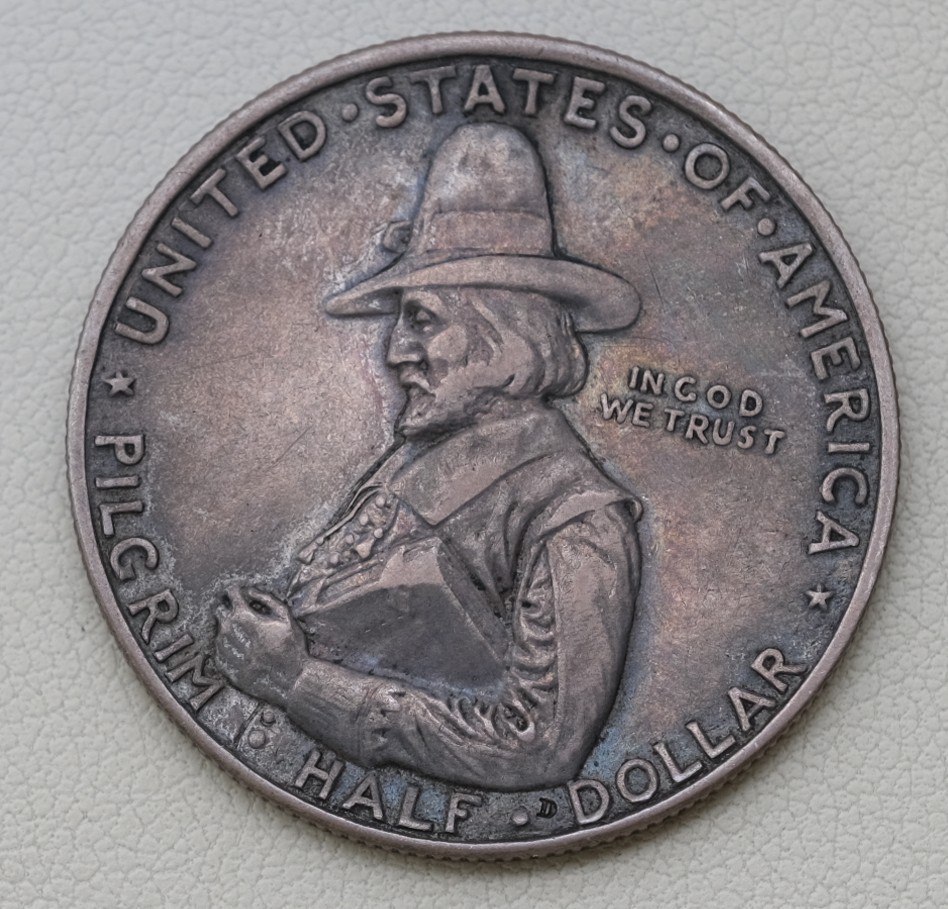 UNITED·STATES·OF·AMERICA
IN GOD
WE TRUST
PILGRIM : HALF · DOLLAR
D